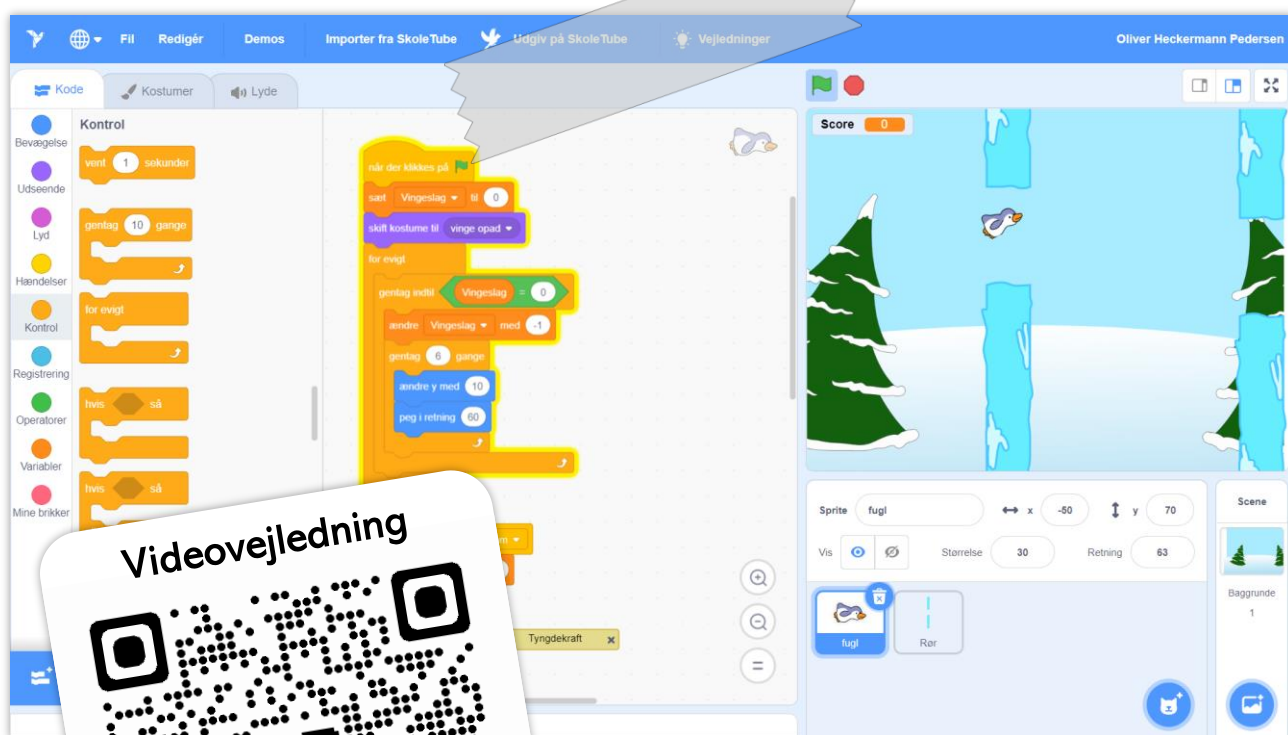 Fil Redigér Demos Importer fra SkoleTube Udgiv på SkoleTube Vejledninger Oliver Heckermann Pedersen
Kode Kostumer Lyde
Bevægelse
Udseende
Lyd
Hændelser
Kontrol
Registrering
Operatorer
Variabler
Mine brikker
Kontrol
vent 1 sekunder
gentag 10 gange
for evigt
hvis så
hvis så
når der klikkes på
sæt Vingeslag til 0
skift kostume til vinge opad
for evigt
gentag indtil Vingeslag = 0
ændre Vingeslag med -1
gentag 6 gange
ændre y med 10
peg i retning 60
Tyngdekraft
Videovejledning
Score 0
Sprite fugl x -50 y 70
Vis Størrelse 30 Retning 63
fugl
Rør
Scene
Baggrunde
1